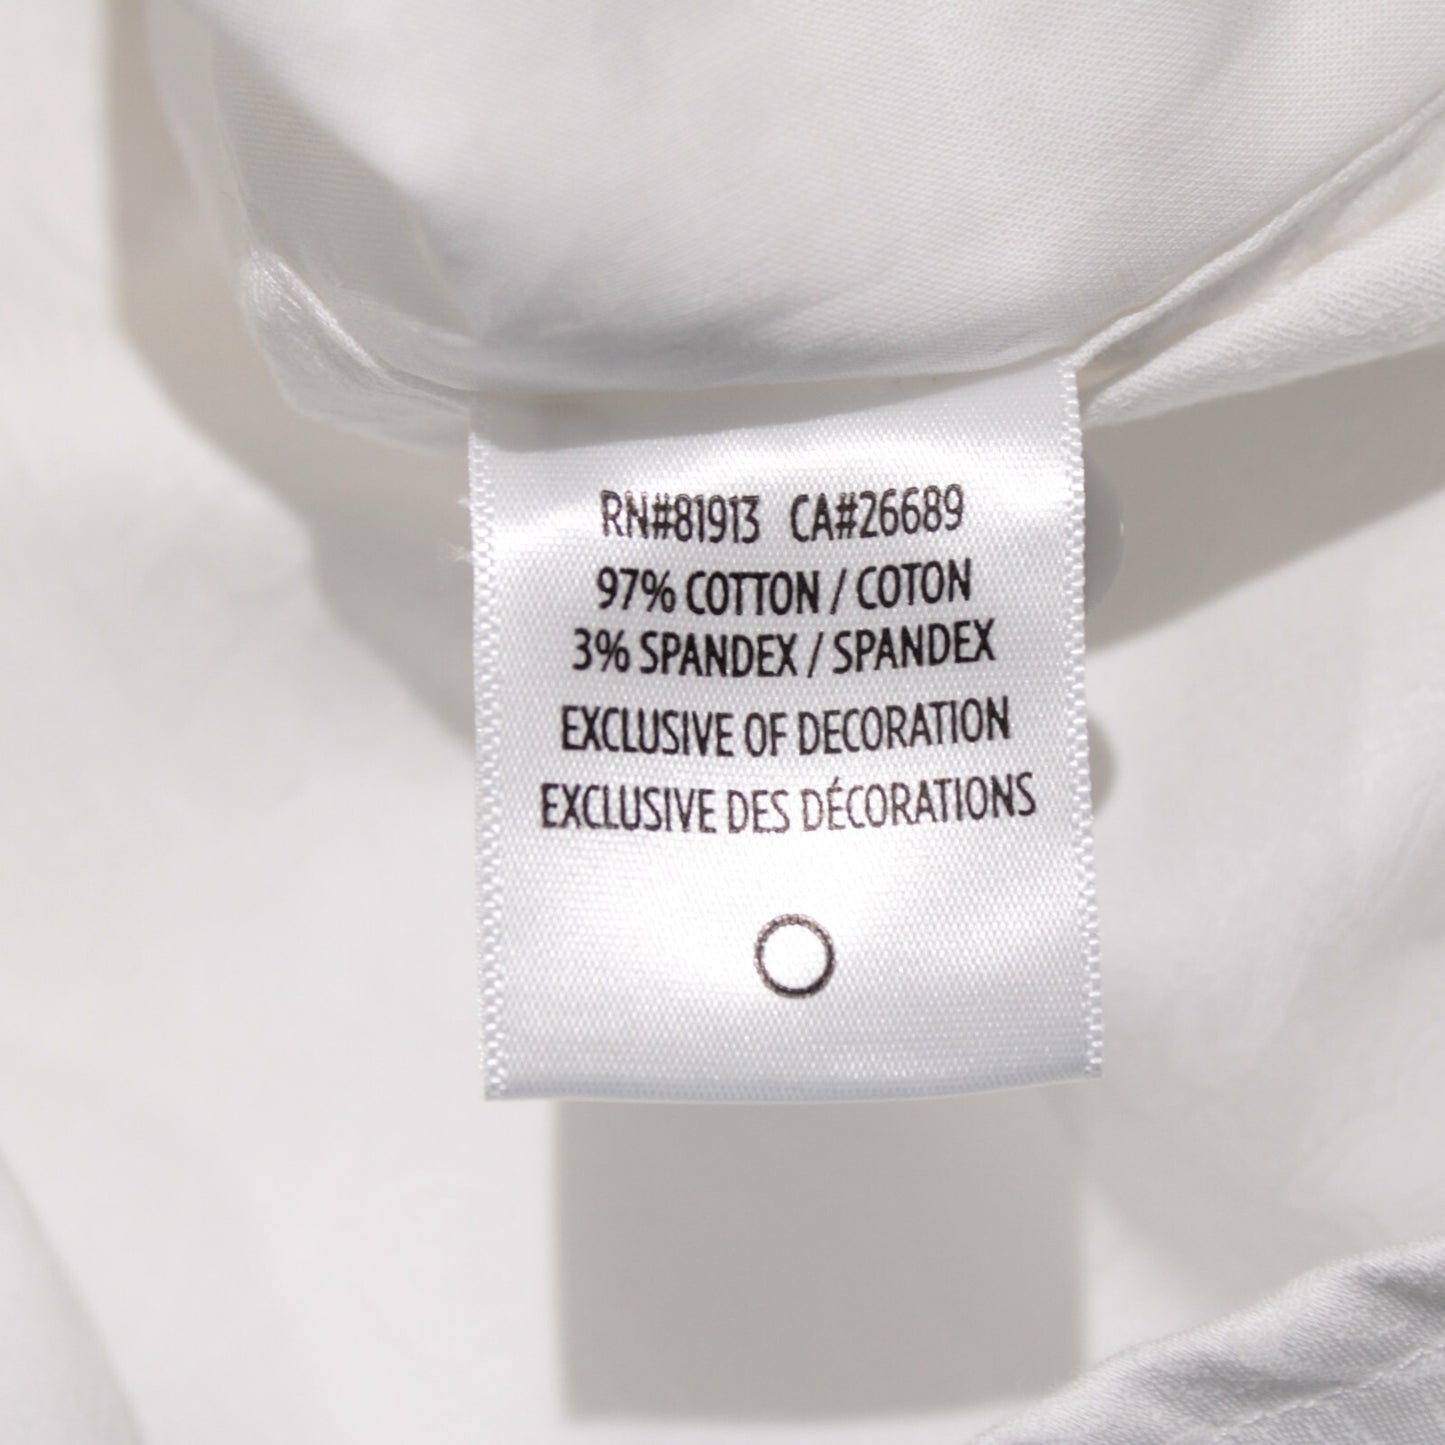 RN#81913 CA#26689
97% COTTON / COTON
3% SPANDEX / SPANDEX
EXCLUSIVE OF DECORATION
EXCLUSIVE DES DÉCORATIONS